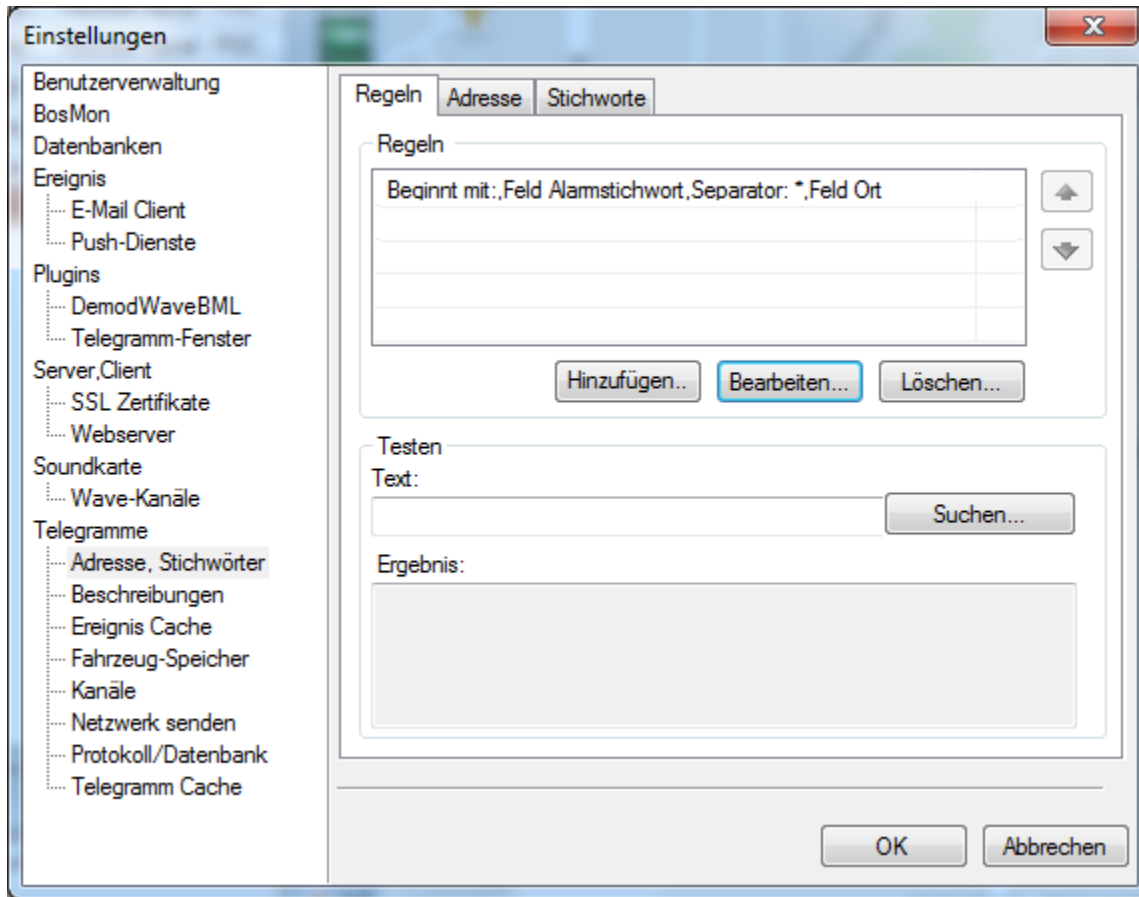 Einstellungen
Benutzerverwaltung
BosMon
Datenbanken
Ereignis
E-Mail Client
Push-Dienste
Plugins
DemodWaveBML
Telegramm-Fenster
Server,Client
SSL Zertifikate
Webserver
Soundkarte
Wave-Kanäle
Telegramme
Adresse, Stichwörter
Beschreibungen
Ereignis Cache
Fahrzeug-Speicher
Kanäle
Netzwerk senden
Protokoll/Datenbank
Telegramm Cache
Regeln Adresse Stichworte
Regeln
Beginnt mit:,Feld Alarmstichwort,Separator: *,Feld Ort
Hinzufügen.. Bearbeiten... Löschen...
Testen
Text:
Suchen...
Ergebnis:
OK Abbrechen